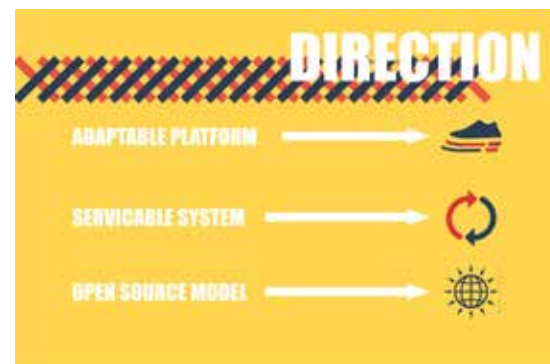 DIRECTION
ADAPTABLE PLATFORM
SERVICABLE SYSTEM
OPEN SOURCE MODEL